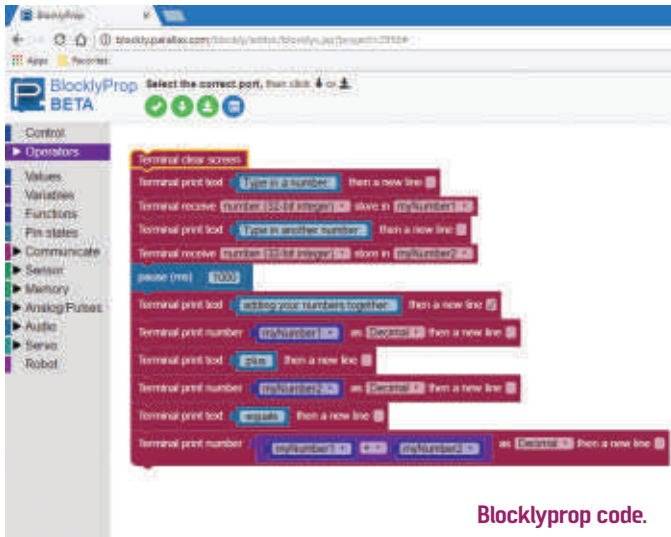 BlocklyProp
blockly.parallax.com
Apps
BlocklyProp
BETA
Select the correct port, then click or
Control
Operators
Values
Variables
Functions
Pin states
Communicate
Sensor
Memory
Analog/Pulses
Audio
Servo
Robot
Terminal clear screen
Terminal print text Type in a number. then a new line
Terminal receive number (32-bit integer) store in myNumber1
Terminal print text Type in another number. then a new line
Terminal receive number (32-bit integer) store in myNumber2
pause (ms) 1000
Terminal print text adding your numbers together. then a new line
Terminal print number myNumber1 as Decimal then a new line
Terminal print text plus then a new line
Terminal print number myNumber2 as Decimal then a new line
Terminal print text equals then a new line
Terminal print number myNumber1 + myNumber2 as Decimal then a new line
Blocklyprop code.